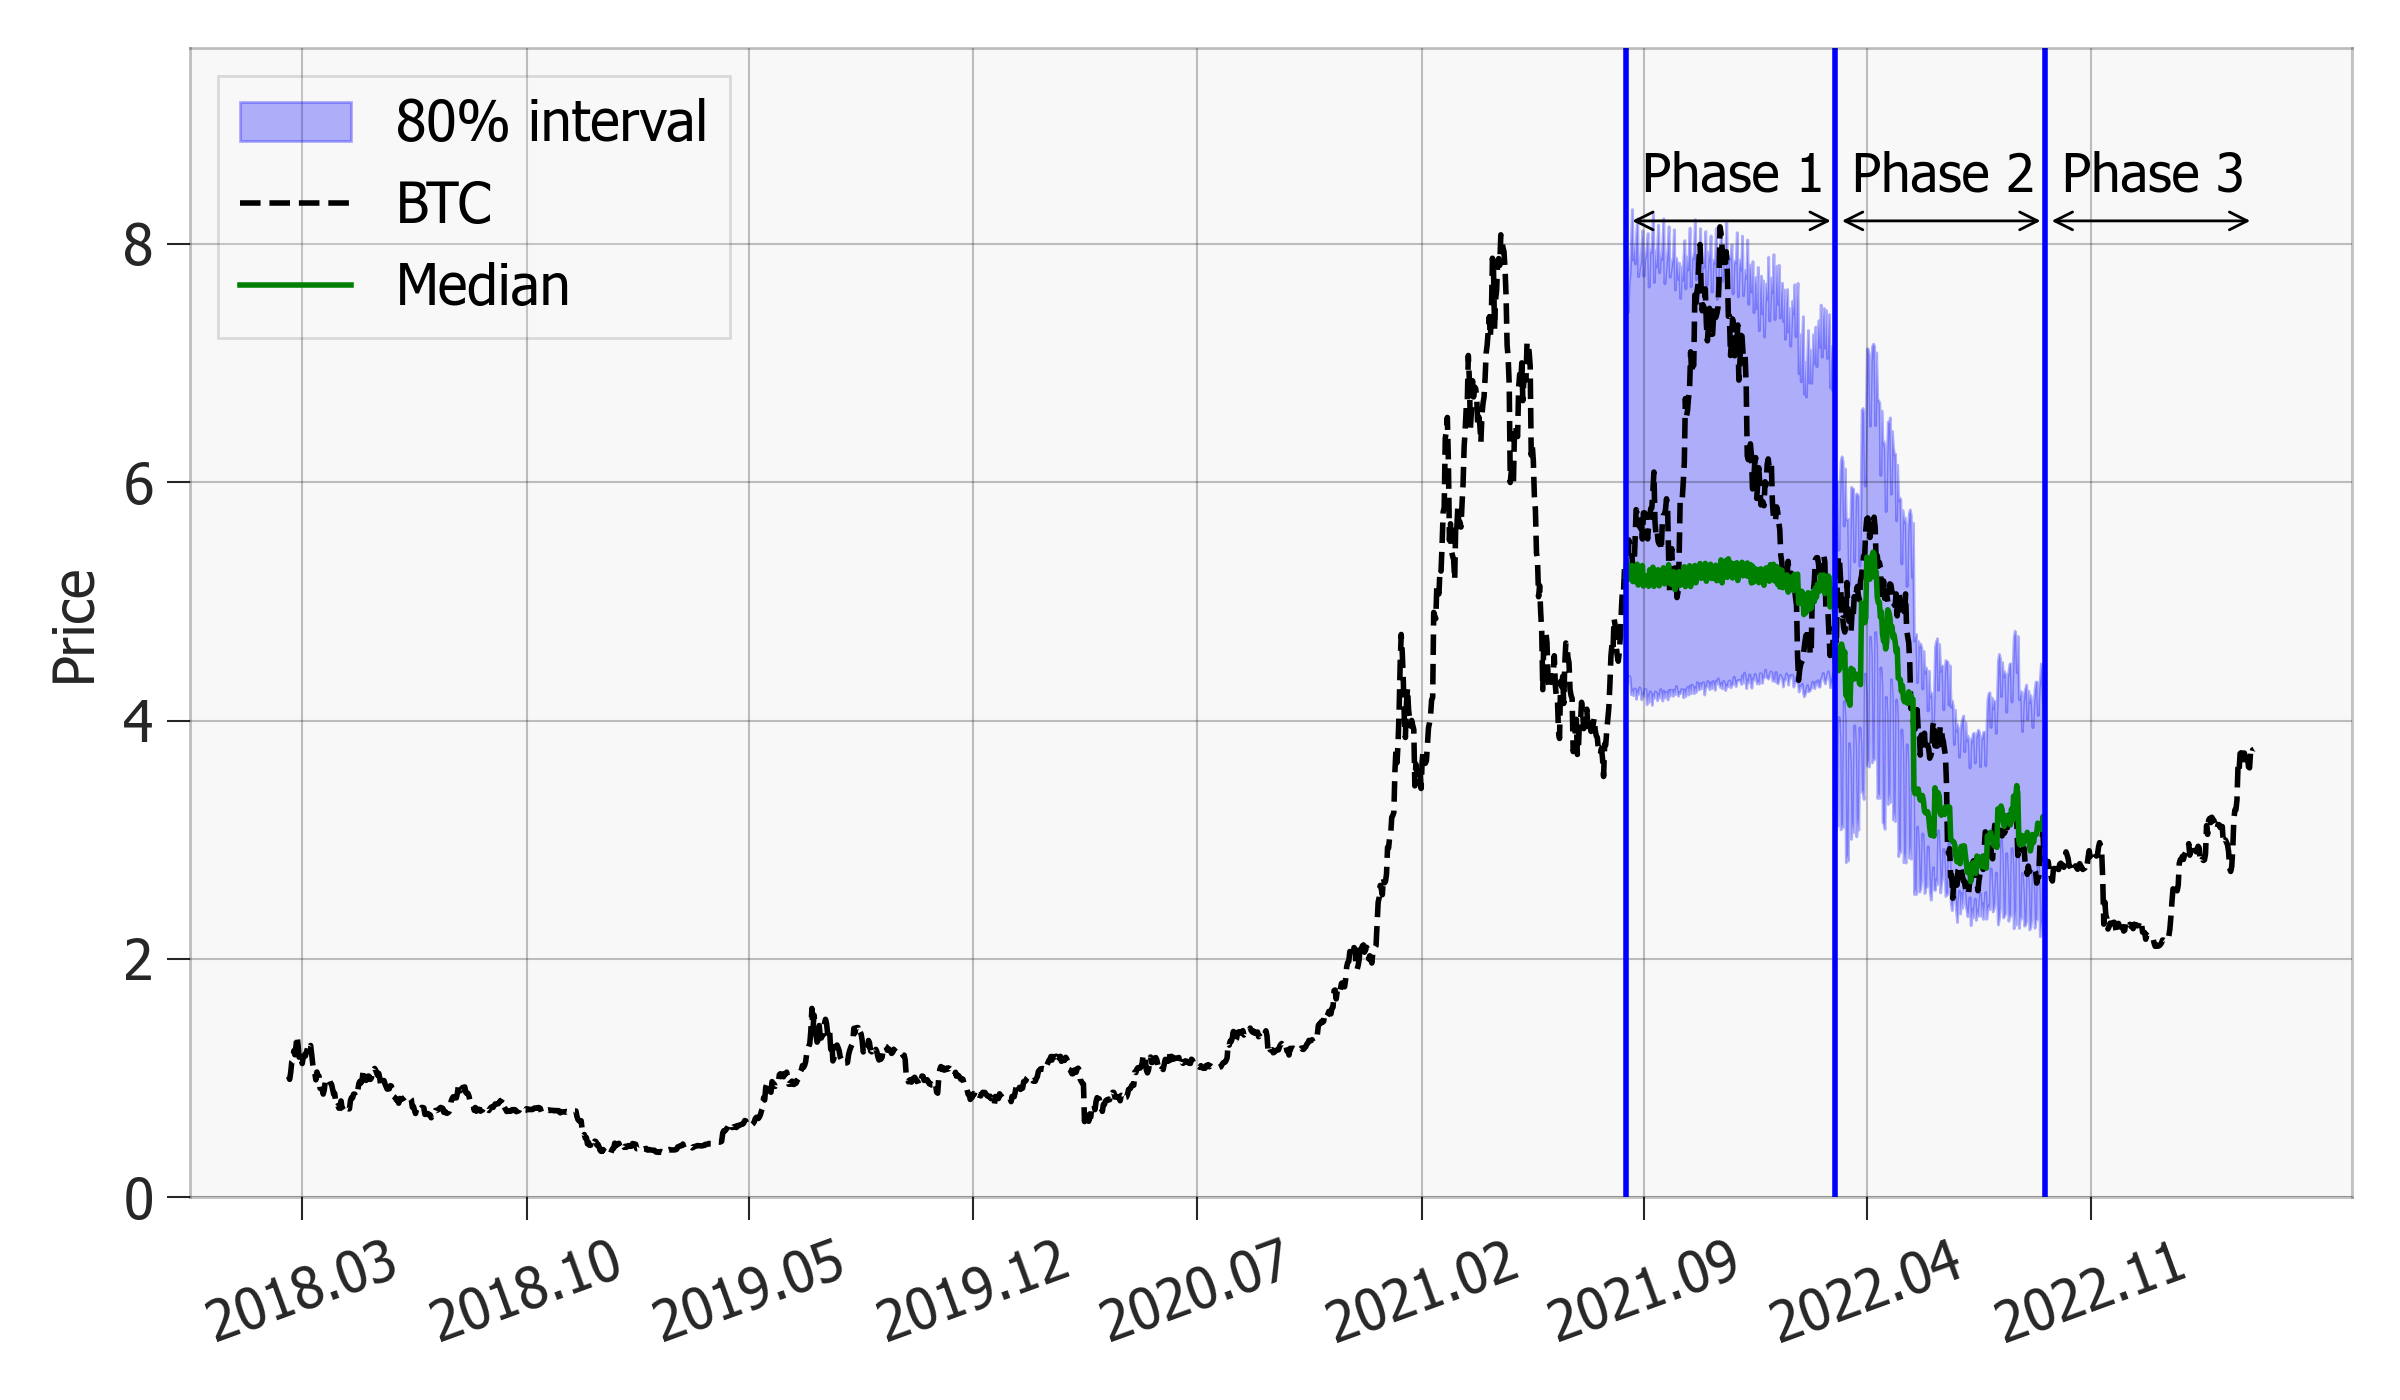 80% interval
BTC
Median
Phase 1
Phase 2
Phase 3
Price
8
6
4
2
0
2018.03
2018.10
2019.05
2019.12
2020.07
2021.02
2021.09
2022.04
2022.11